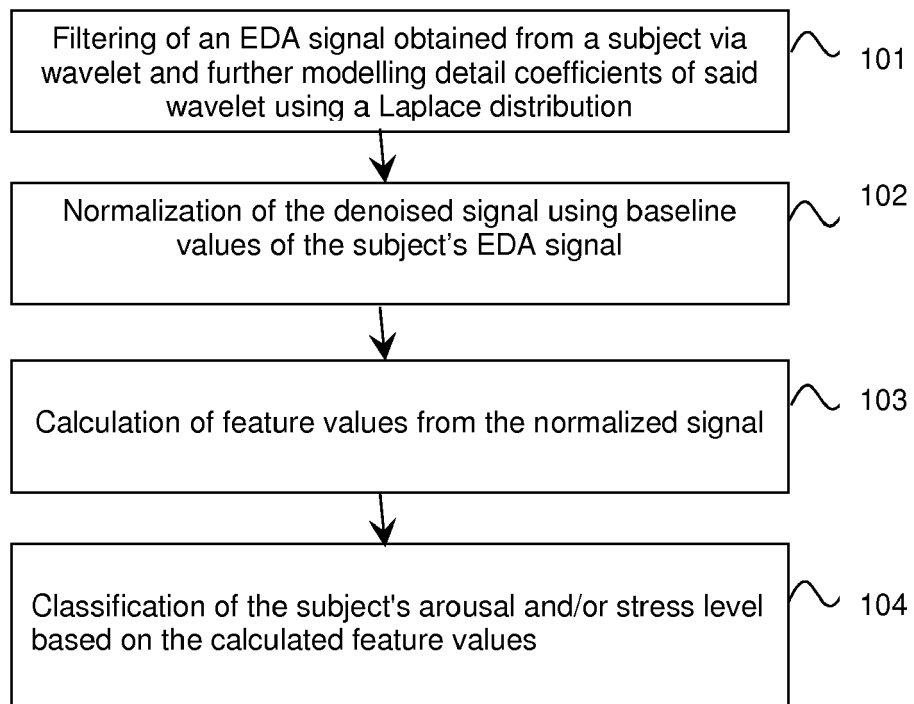 Filtering of an EDA signal obtained from a subject via
wavelet and further modelling detail coefficients of said
wavelet using a Laplace distribution
101
Normalization of the denoised signal using baseline
values of the subject's EDA signal
102
Calculation of feature values from the normalized signal
103
Classification of the subject's arousal and/or stress level
based on the calculated feature values
104